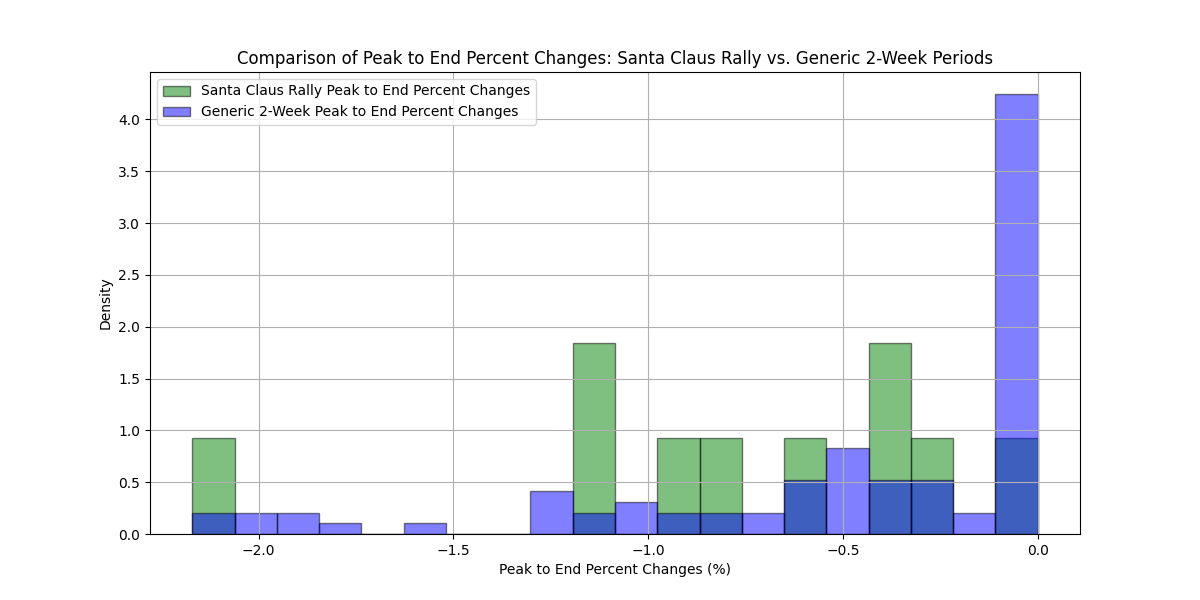 Comparison of Peak to End Percent Changes: Santa Claus Rally vs. Generic 2-Week Periods
Santa Claus Rally Peak to End Percent Changes
Generic 2-Week Peak to End Percent Changes
4.0
3.5
3.0
2.5
2.0
1.5
1.0
0.5
0.0
Density
−2.0 −1.5 −1.0 −0.5 0.0
Peak to End Percent Changes (%)